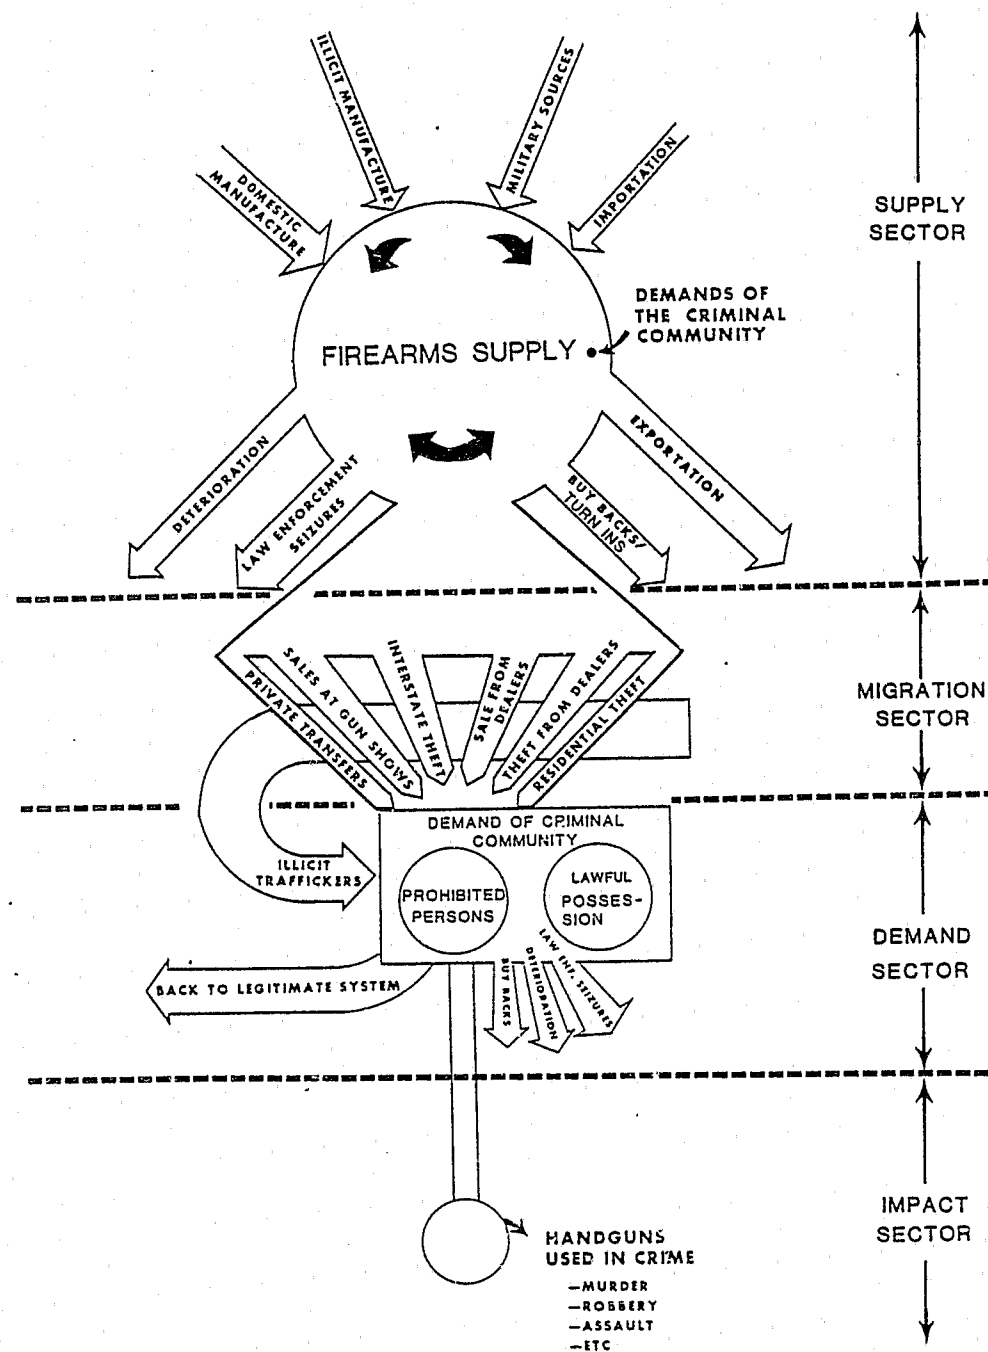 ILLICIT MANUFACTURE
MILITARY SOURCES
DOMESTIC
MANUFACTURE
IMPORTATION
SUPPLY
SECTOR
DEMANDS OF
THE CRIMINAL
COMMUNITY
FIREARMS SUPPLY
DETERIORATION
LAW ENFORCEMENT
SEIZURES
BUY BACKS/
TURN INS
EXPORTATION
PRIVATE TRANSFERS
SALES AT GUN SHOWS
INTERSTATE THEFT
SALE FROM
DEALERS
THEFT FROM DEALERS
RESIDENTIAL THEFT
MIGRATION
SECTOR
DEMAND OF CRIMINAL
COMMUNITY
ILLICIT
TRAFFICKERS
PROHIBITED
PERSONS
LAWFUL
POSSES-
SION
DEMAND
SECTOR
BACK TO LEGITIMATE SYSTEM
BUY BACKS
DETERIORATION
LAW ENF. SEIZURES
IMPACT
SECTOR
HANDGUNS
USED IN CRIME
—MURDER
—ROBBERY
—ASSAULT
—ETC